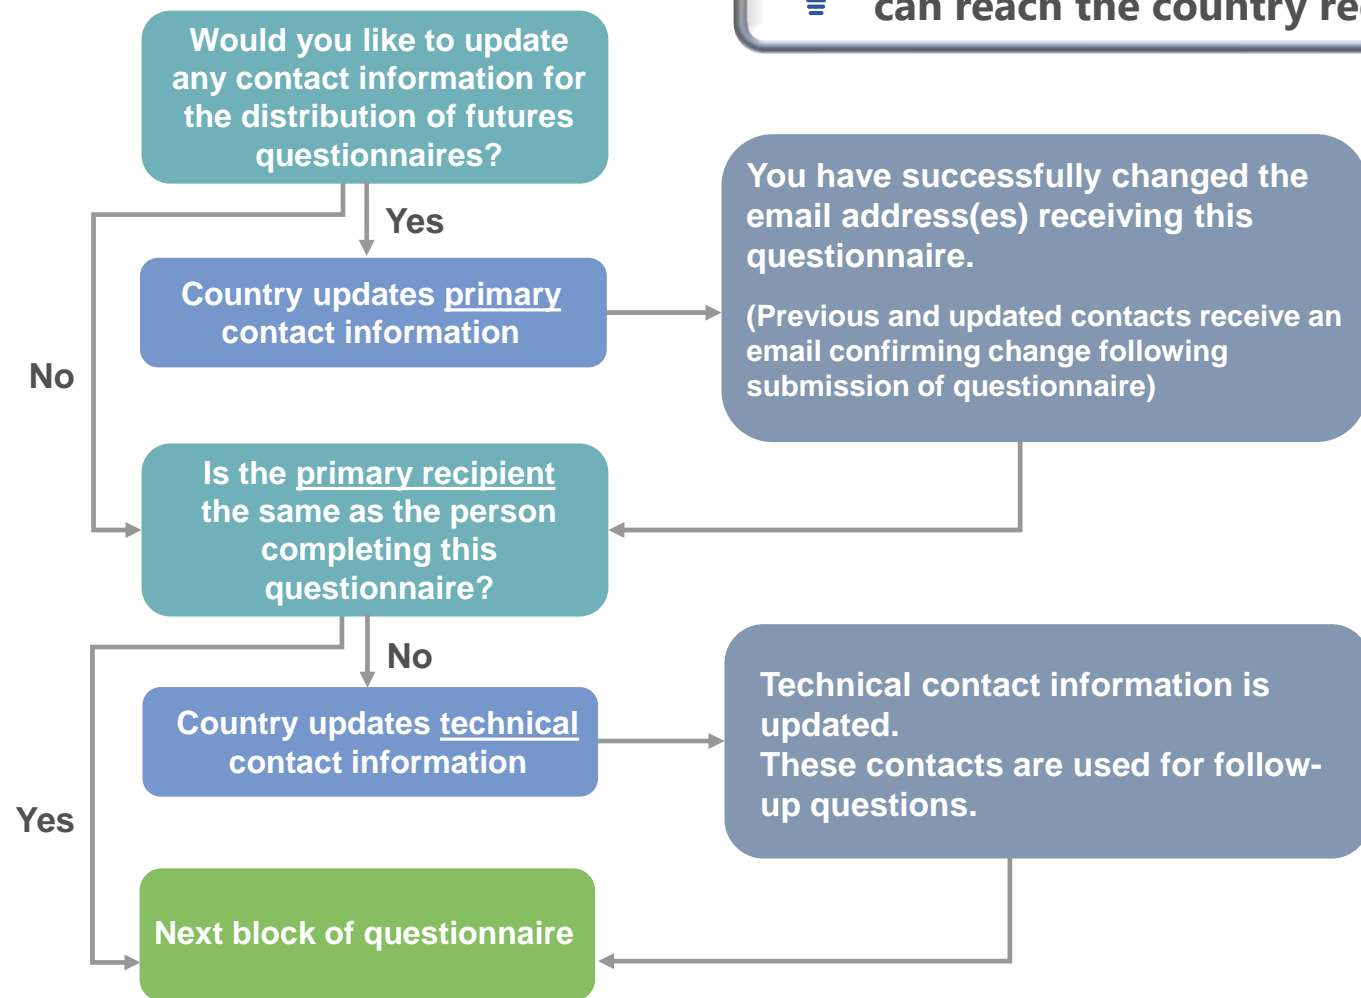 can reach the country re
Would you like to update
any contact information for
the distribution of futures
questionnaires?
Yes
No
Country updates primary
contact information
You have successfully changed the
email address(es) receiving this
questionnaire.
(Previous and updated contacts receive an
email confirming change following
submission of questionnaire)
Is the primary recipient
the same as the person
completing this
questionnaire?
No
Yes
Country updates technical
contact information
Technical contact information is
updated.
These contacts are used for follow-
up questions.
Next block of questionnaire